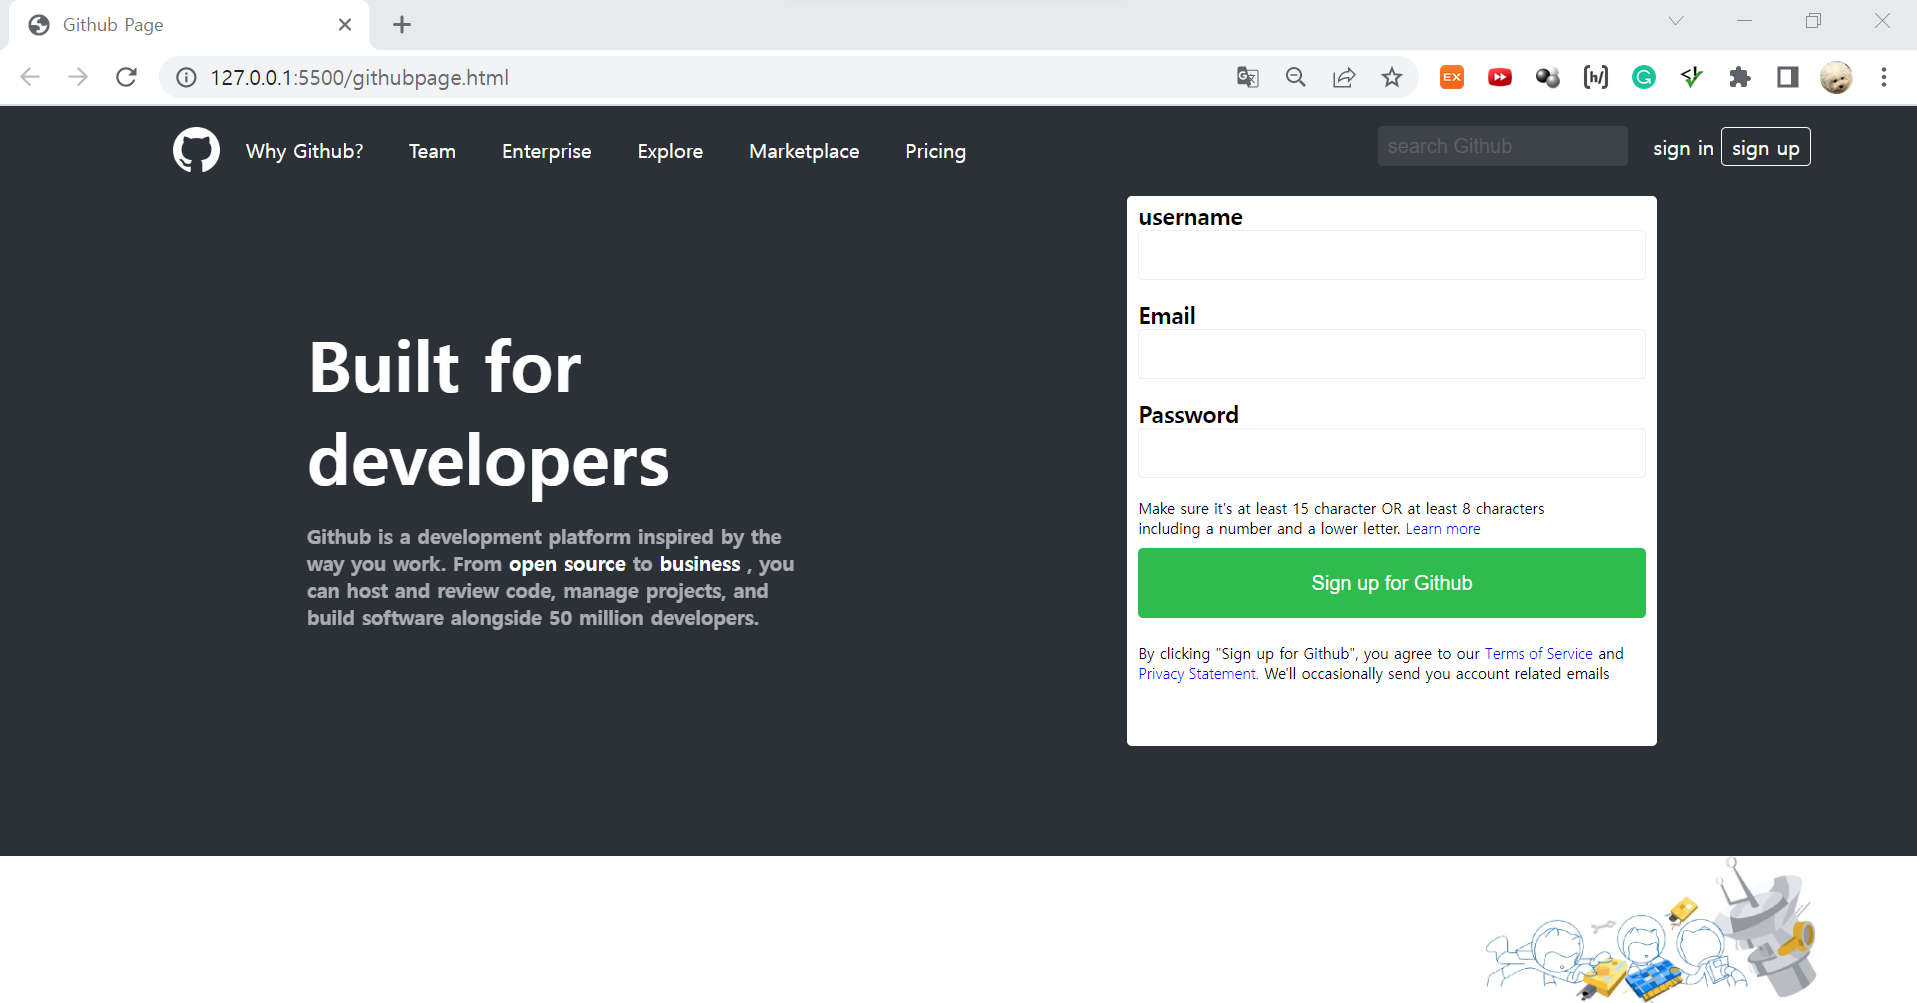 Github Page
127.0.0.1:5500/githubpage.html
EX
[h/]
G
Why Github? Team Enterprise Explore Marketplace Pricing search Github sign in sign up
username
Email
Built for
developers
Password
Github is a development platform inspired by the
way you work. From open source to business , you
can host and review code, manage projects, and
build software alongside 50 million developers.
Make sure it's at least 15 character OR at least 8 characters
including a number and a lower letter. Learn more
Sign up for Github
By clicking "Sign up for Github", you agree to our Terms of Service and
Privacy Statement. We'll occasionally send you account related emails